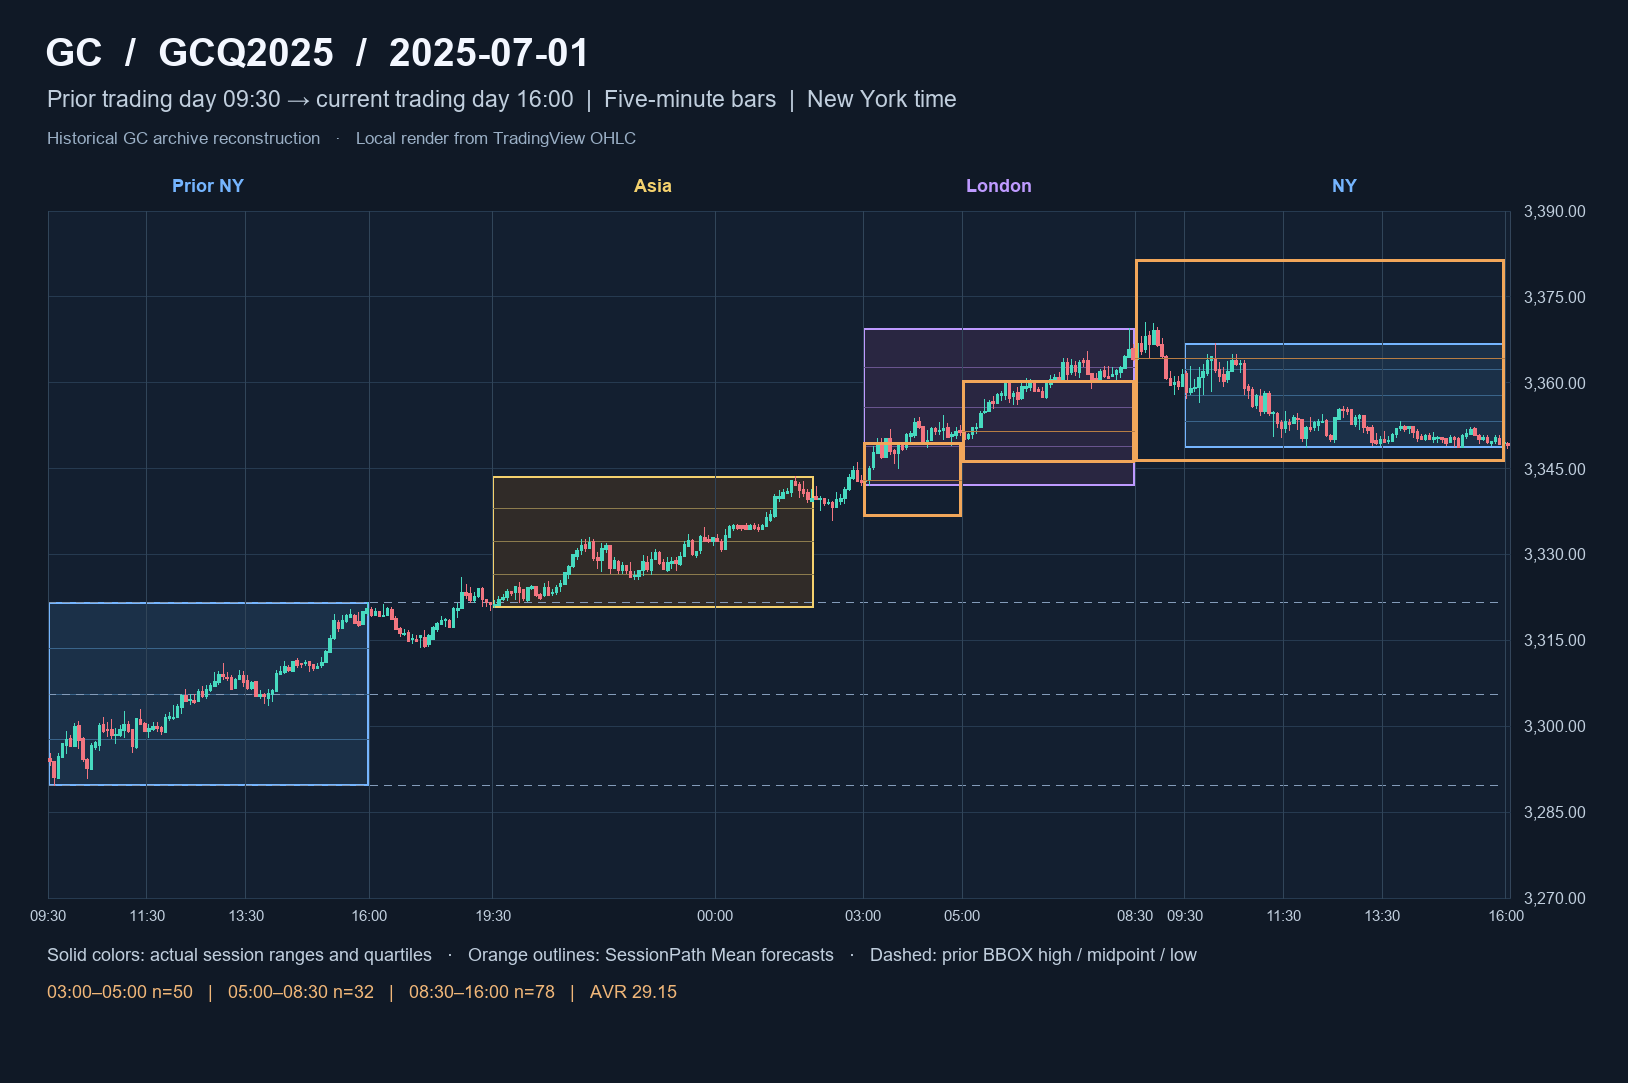 GC / GCQ2025 / 2025-07-01
Prior trading day 09:30 → current trading day 16:00 | Five-minute bars | New York time
Historical GC archive reconstruction · Local render from TradingView OHLC
Prior NY Asia London NY
3,390.00
3,375.00
3,360.00
3,345.00
3,330.00
3,315.00
3,300.00
3,285.00
3,270.00
09:30 11:30 13:30 16:00 19:30 00:00 03:00 05:00 08:30 09:30 11:30 13:30 16:00
Solid colors: actual session ranges and quartiles · Orange outlines: SessionPath Mean forecasts · Dashed: prior BBOX high / midpoint / low
03:00–05:00 n=50 | 05:00–08:30 n=32 | 08:30–16:00 n=78 | AVR 29.15